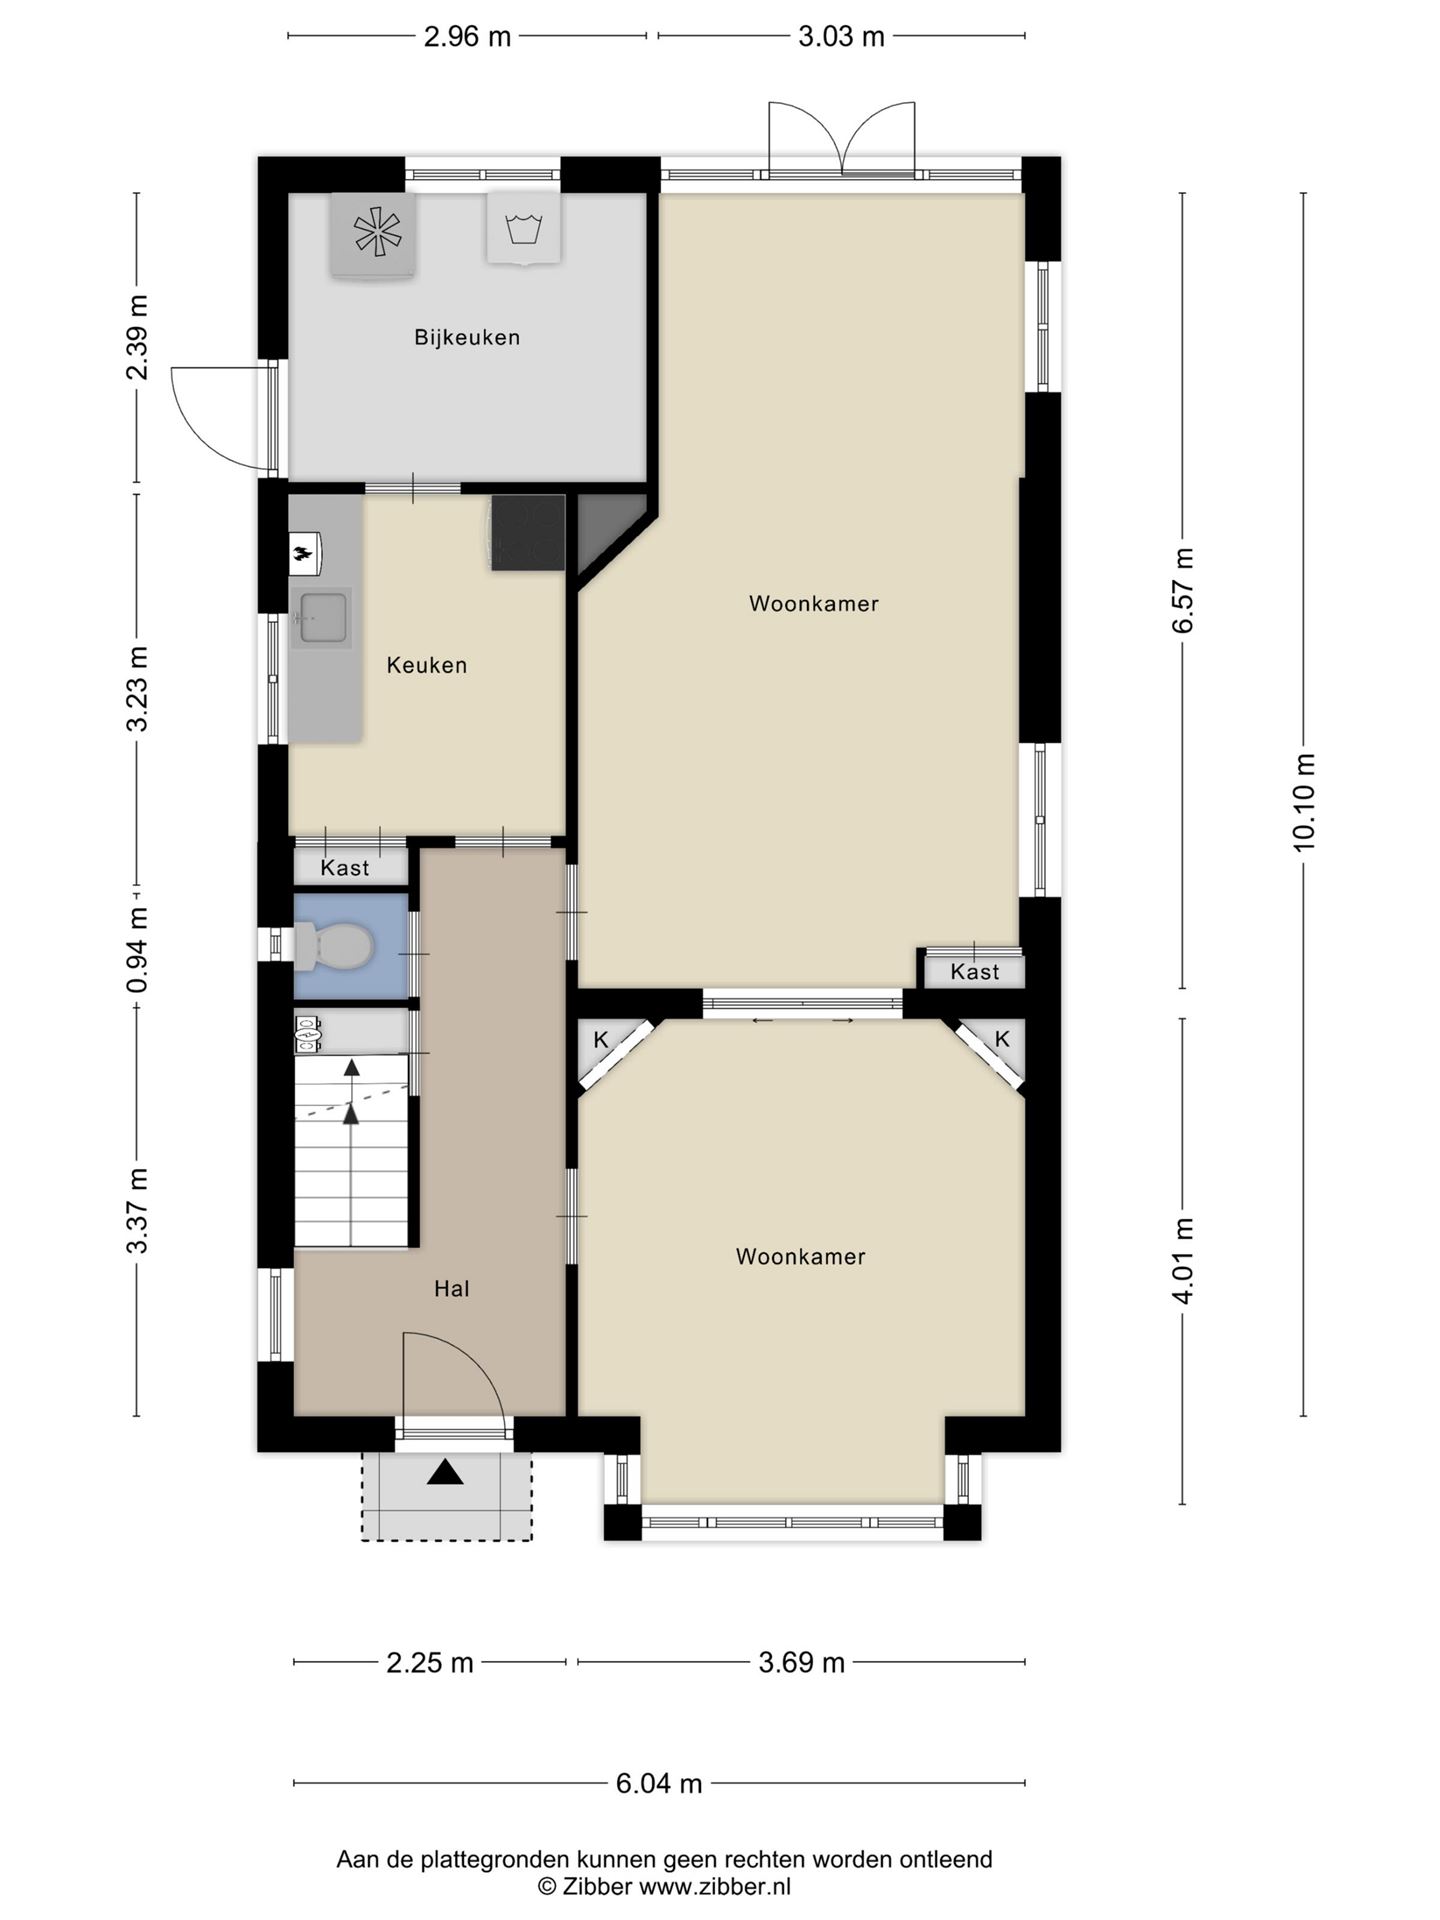 2.96 m
3.03 m
2.39 m
Bijkeuken
6.57 m
Woonkamer
3.23 m
Keuken
10.10 m
Kast
0.94 m
Kast
K
K
3.37 m
4.01 m
Woonkamer
Hal
2.25 m
3.69 m
6.04 m
Aan de plattegronden kunnen geen rechten worden ontleend
© Zibber www.zibber.nl